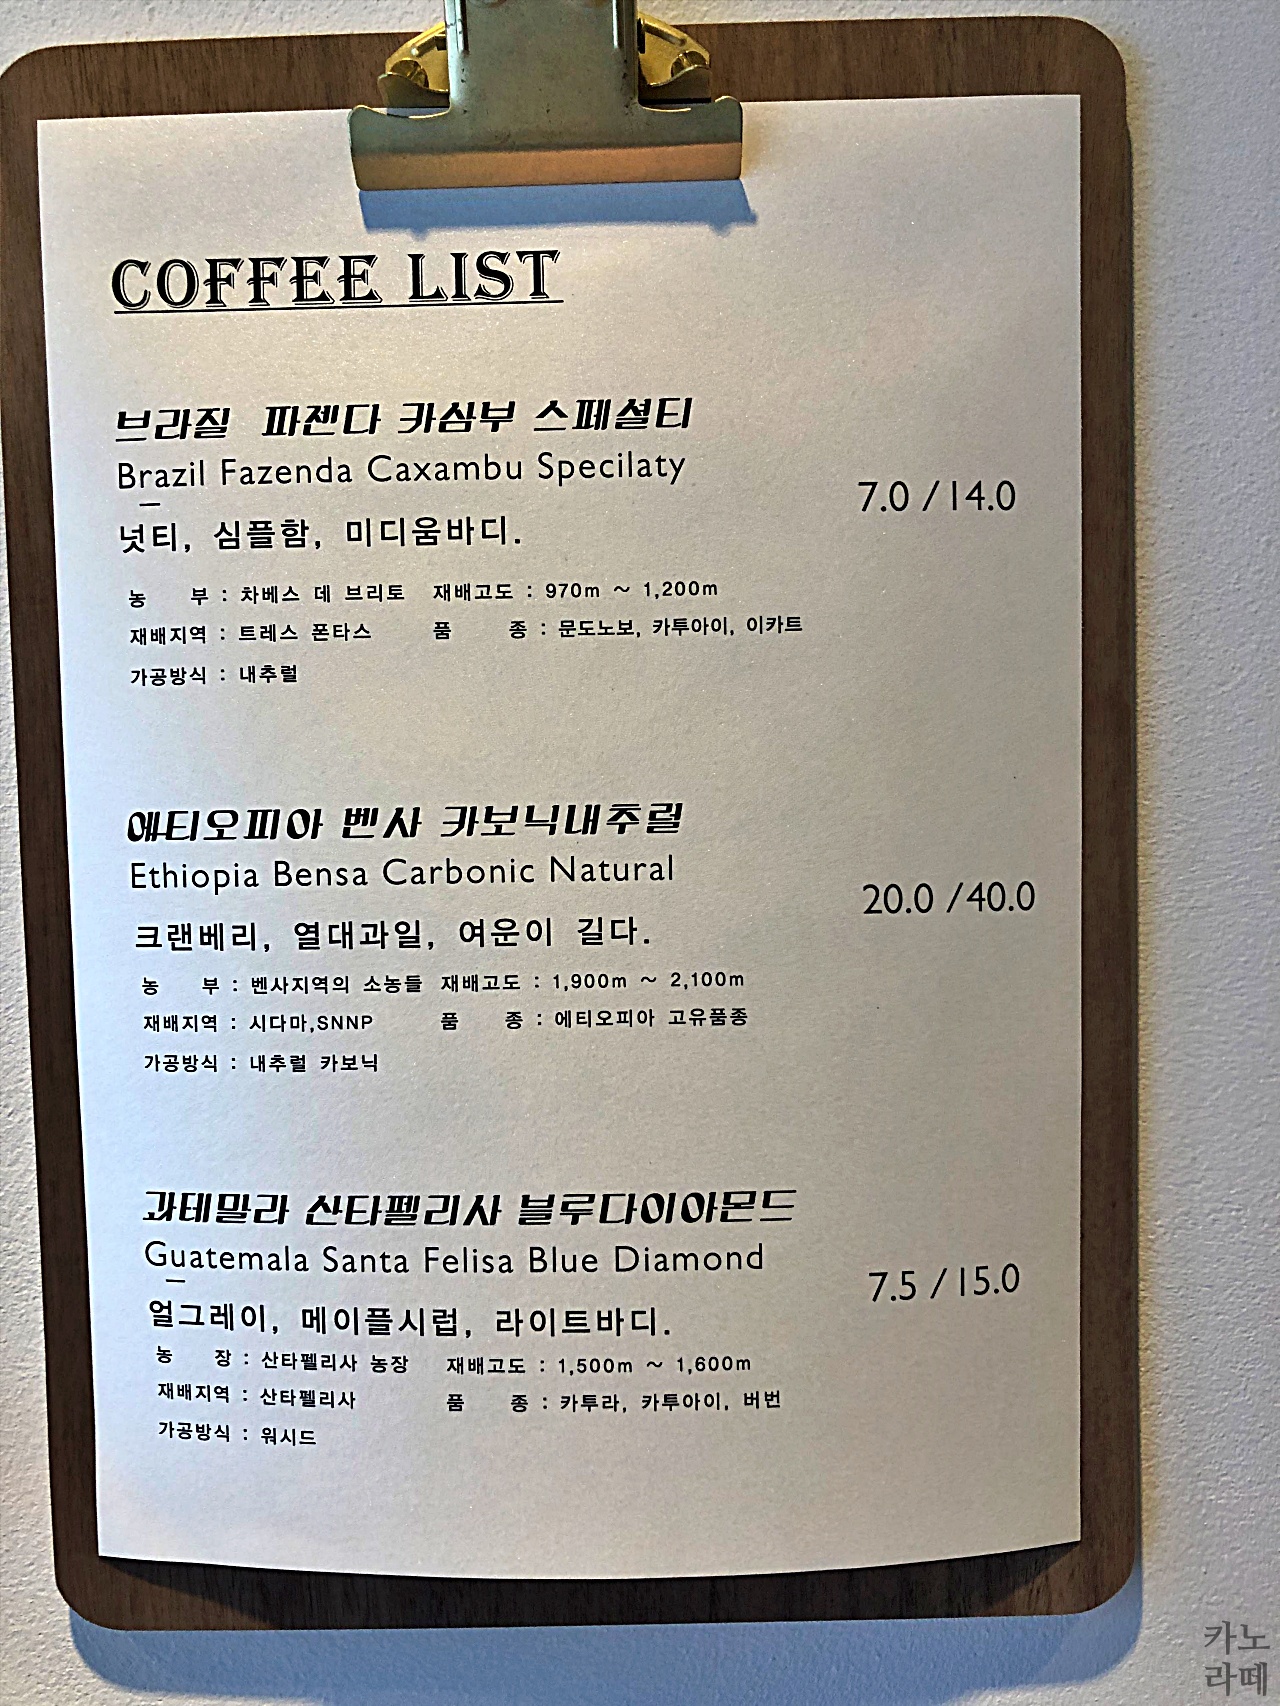 COFFEE LIST
브라질 파젠다 카삼부 스페셜티
Brazil Fazenda Caxambu Specilaty
7.0 / 14.0
넛티, 심플함, 미디움바디.
농 부 : 차베스 데 브리토 재배고도 : 970m ~ 1,200m
재배지역 : 트레스 폰타스 품 종 : 문도노보, 카투아이, 이카트
가공방식 : 내추럴
에티오피아 벤사 카보닉내추럴
Ethiopia Bensa Carbonic Natural
20.0 / 40.0
크랜베리, 열대과일, 여운이 길다.
농 부 : 벤사지역의 소농들 재배고도 : 1,900m ~ 2,100m
재배지역 : 시다마,SNNP 품 종 : 에티오피아 고유품종
가공방식 : 내추럴 카보닉
과테말라 산타펠리사 블루다이아몬드
Guatemala Santa Felisa Blue Diamond
7.5 / 15.0
얼그레이, 메이플시럽, 라이트바디.
농 장 : 산타펠리사 농장 재배고도 : 1,500m ~ 1,600m
재배지역 : 산타펠리사 품 종 : 카투라, 카투아이, 버번
가공방식 : 워시드
카노
라떼